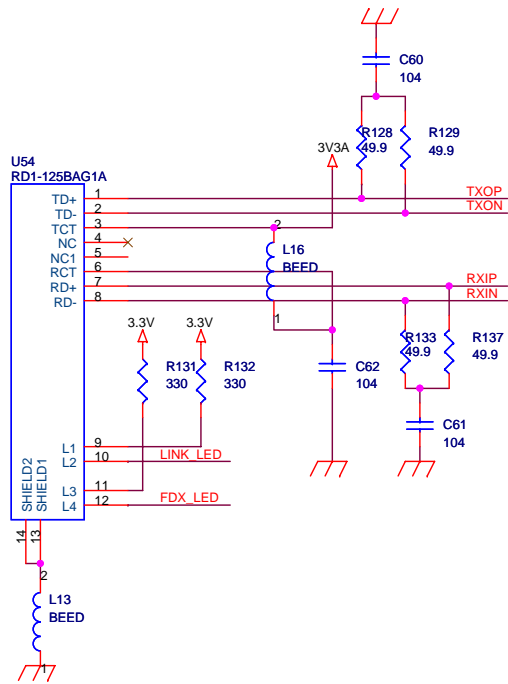 C60
104
R128
49.9
R129
49.9
3V3A
U54
RD1-125BAG1A
TD+ 1 TXOP
TD- 2 TXON
TCT 3
NC 4
NC1 5
RCT 6
RD+ 7 RXIP
RD- 8 RXIN
2
L16
BEED
1
3.3V 3.3V
R131
330
R132
330
R133
49.9
R137
49.9
C62
104
C61
104
L1 9
L2 10 LINK_LED
L3 11
L4 12 FDX_LED
SHIELD2
SHIELD1
14
13
2
L13
BEED
1